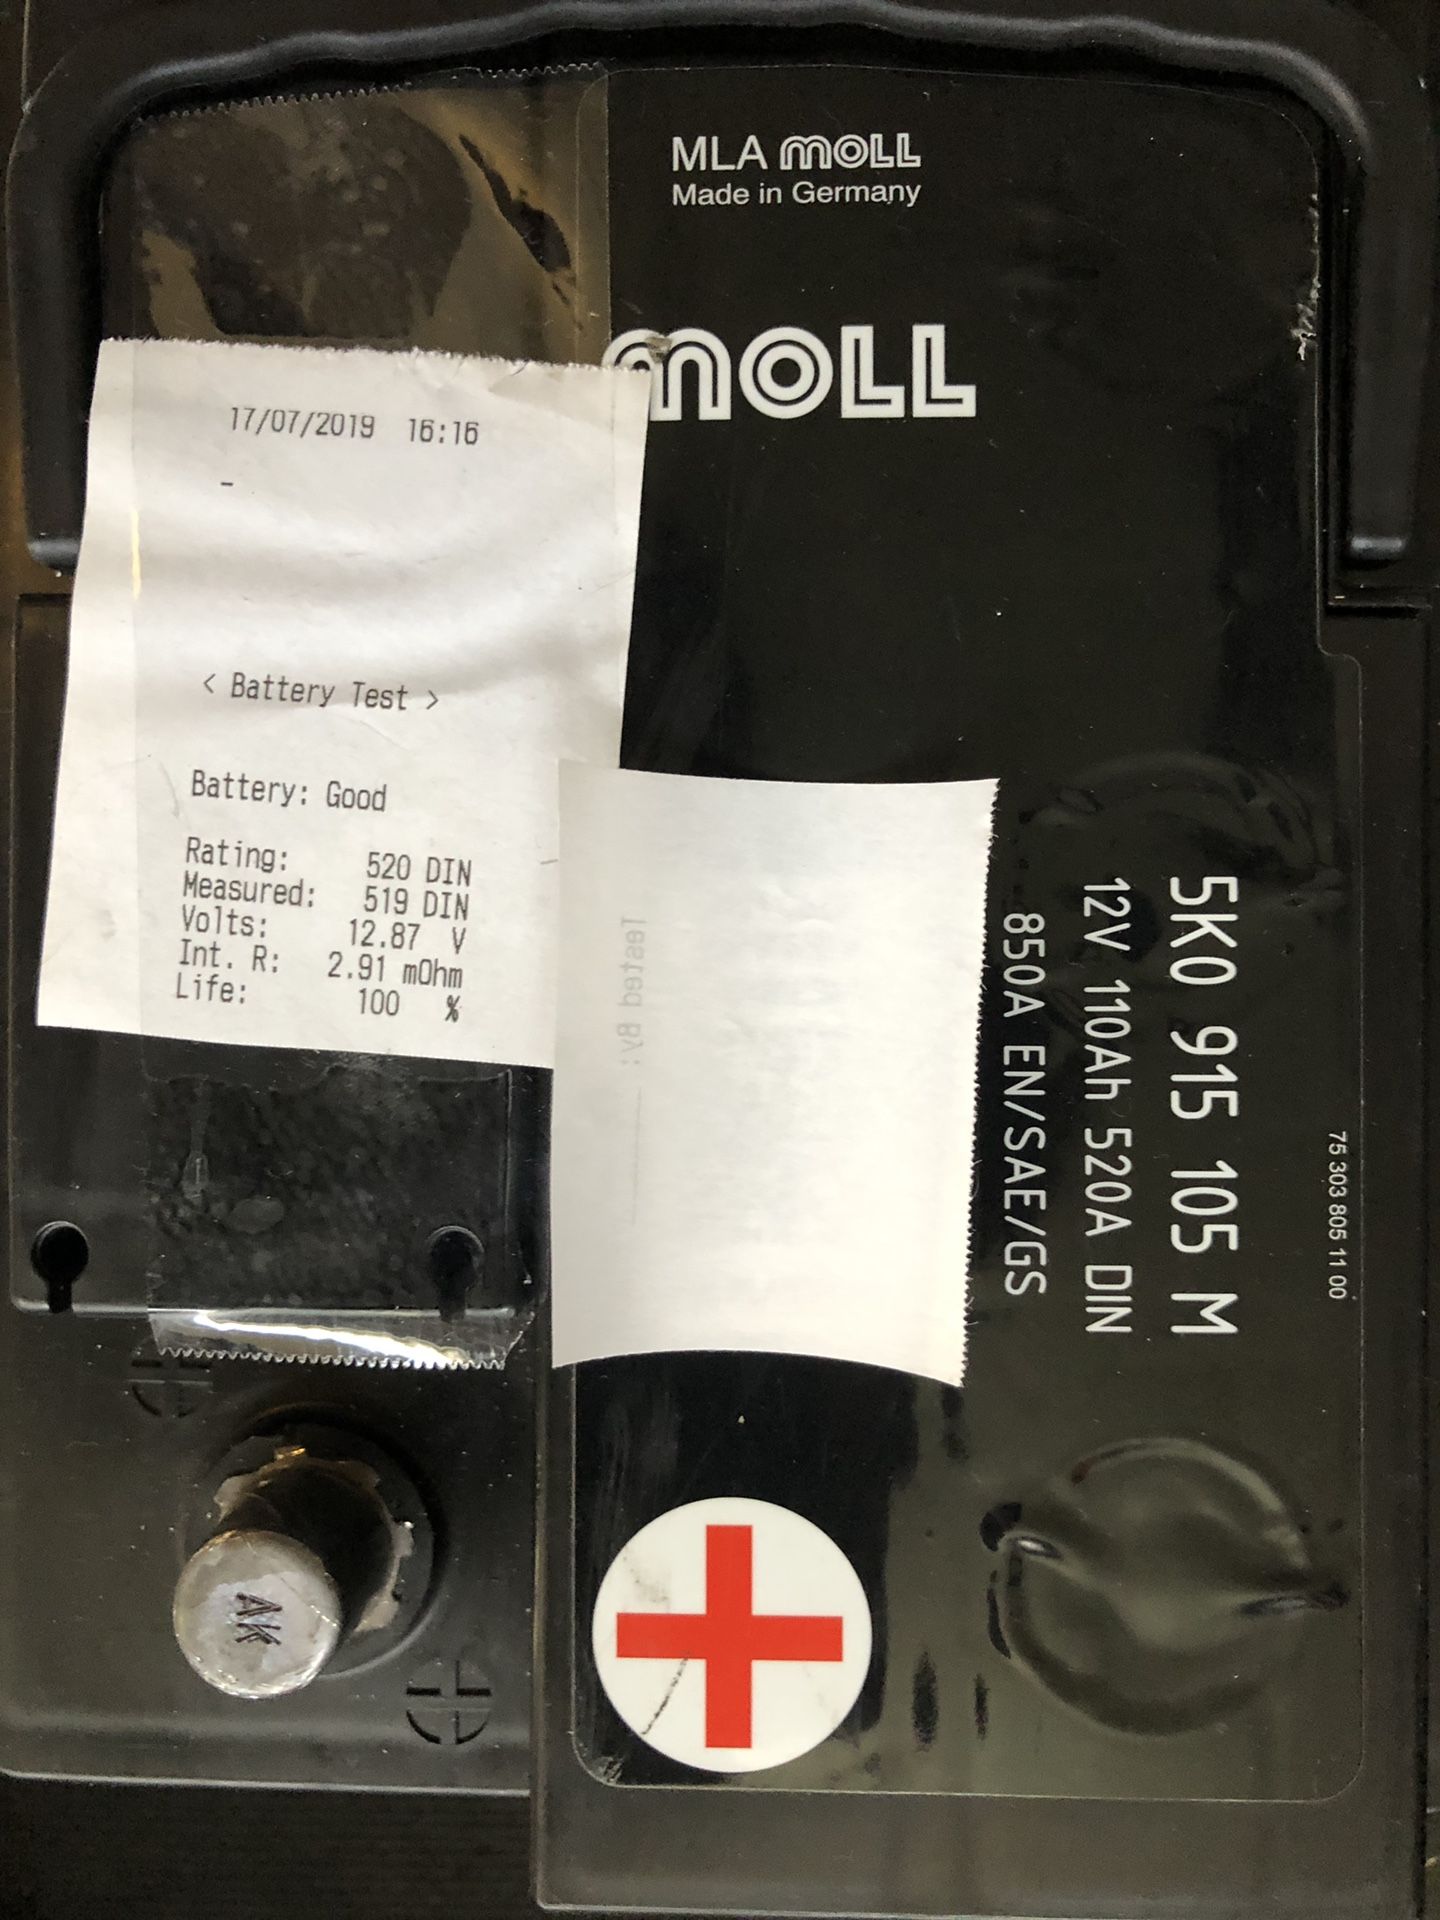 MLA MOLL
Made in Germany
MOLL
17/07/2019 16:16
-
< Battery Test >
Battery: Good
Rating: 520 DIN
Measured: 519 DIN
Volts: 12.87 V
Int. R: 2.91 mOhm
Life: 100 %
Tested By:
5K0 915 105 M
12V 110Ah 520A DIN
850A EN/SAE/GS
75 303 805 11 00
AK